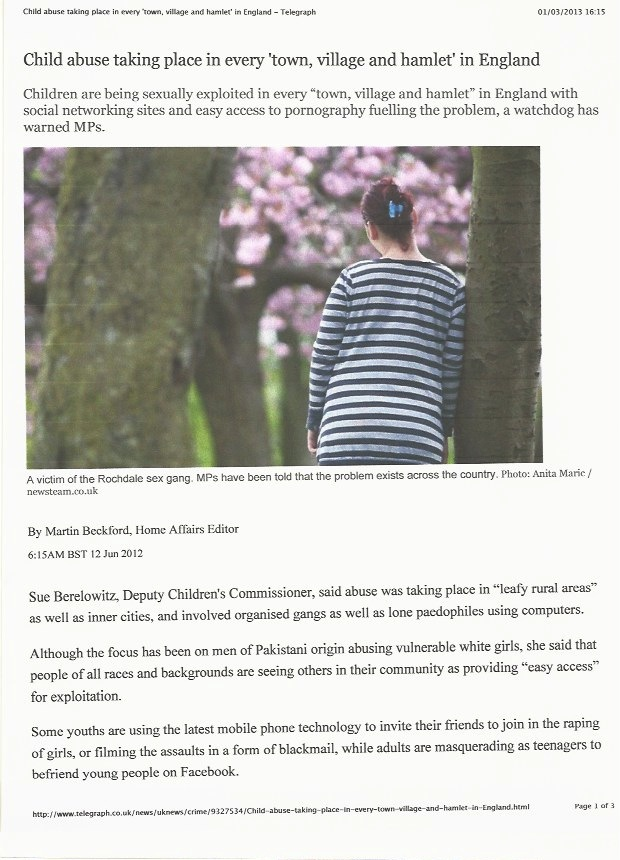 Child abuse taking place in every 'town, village and hamlet' in England – Telegraph 01/03/2013 16:15
Child abuse taking place in every 'town, village and hamlet' in England
Children are being sexually exploited in every “town, village and hamlet” in England with
social networking sites and easy access to pornography fuelling the problem, a watchdog has
warned MPs.
A victim of the Rochdale sex gang. MPs have been told that the problem exists across the country. Photo: Anita Maric /
newsteam.co.uk
By Martin Beckford, Home Affairs Editor
6:15AM BST 12 Jun 2012
Sue Berelowitz, Deputy Children's Commissioner, said abuse was taking place in “leafy rural areas”
as well as inner cities, and involved organised gangs as well as lone paedophiles using computers.
Although the focus has been on men of Pakistani origin abusing vulnerable white girls, she said that
people of all races and backgrounds are seeing others in their community as providing “easy access”
for exploitation.
Some youths are using the latest mobile phone technology to invite their friends to join in the raping
of girls, or filming the assaults in a form of blackmail, while adults are masquerading as teenagers to
befriend young people on Facebook.
http://www.telegraph.co.uk/news/uknews/crime/9327534/Child-abuse-taking-place-in-every-town-village-and-hamlet-in-England.html Page 1 of 3